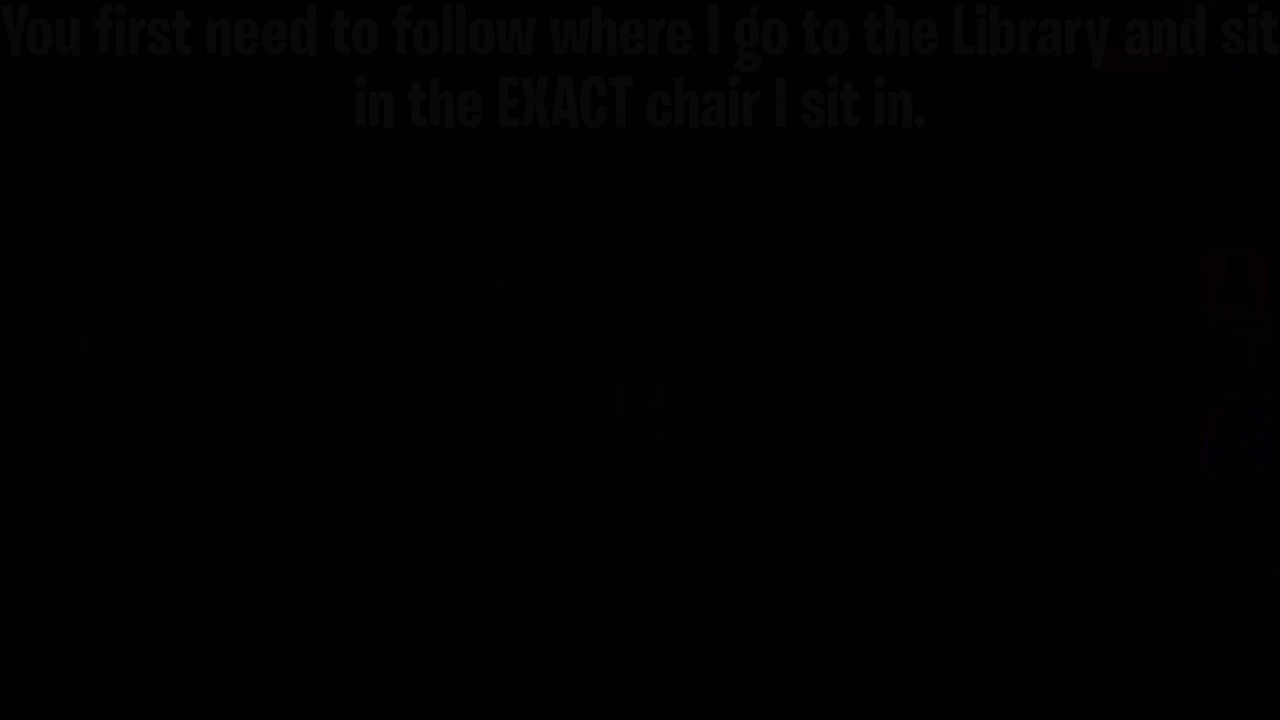 You first need to follow where I go to the Library and sit
in the EXACT chair I sit in.